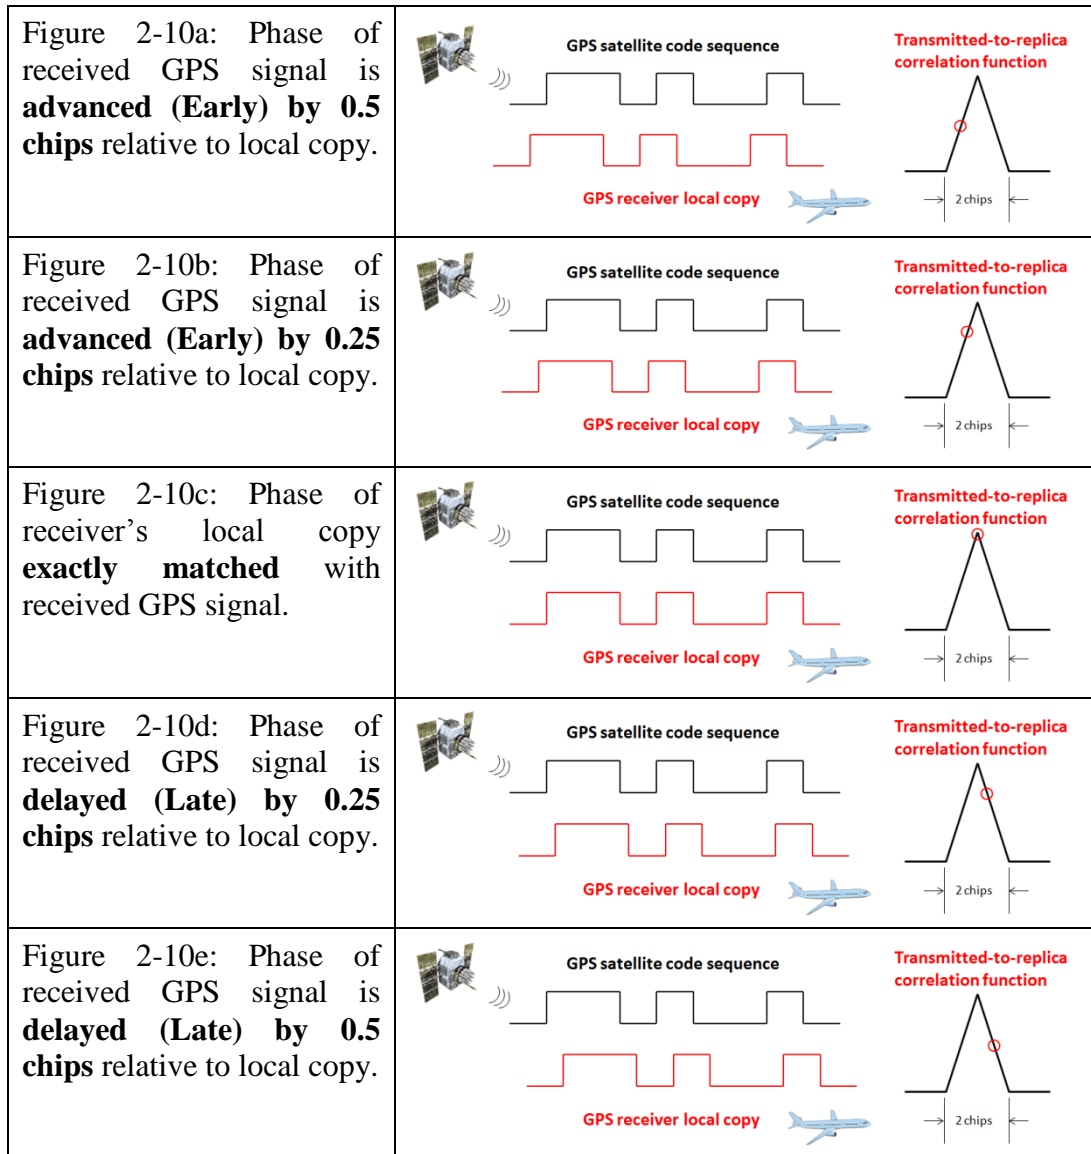 Figure 2-10a: Phase of
received GPS signal is
advanced (Early) by 0.5
chips relative to local copy.
GPS satellite code sequence
Transmitted-to-replica
correlation function
GPS receiver local copy
2 chips
Figure 2-10b: Phase of
received GPS signal is
advanced (Early) by 0.25
chips relative to local copy.
GPS satellite code sequence
Transmitted-to-replica
correlation function
GPS receiver local copy
2 chips
Figure 2-10c: Phase of
receiver’s local copy
exactly matched with
received GPS signal.
GPS satellite code sequence
Transmitted-to-replica
correlation function
GPS receiver local copy
2 chips
Figure 2-10d: Phase of
received GPS signal is
delayed (Late) by 0.25
chips relative to local copy.
GPS satellite code sequence
Transmitted-to-replica
correlation function
GPS receiver local copy
2 chips
Figure 2-10e: Phase of
received GPS signal is
delayed (Late) by 0.5
chips relative to local copy.
GPS satellite code sequence
Transmitted-to-replica
correlation function
GPS receiver local copy
2 chips